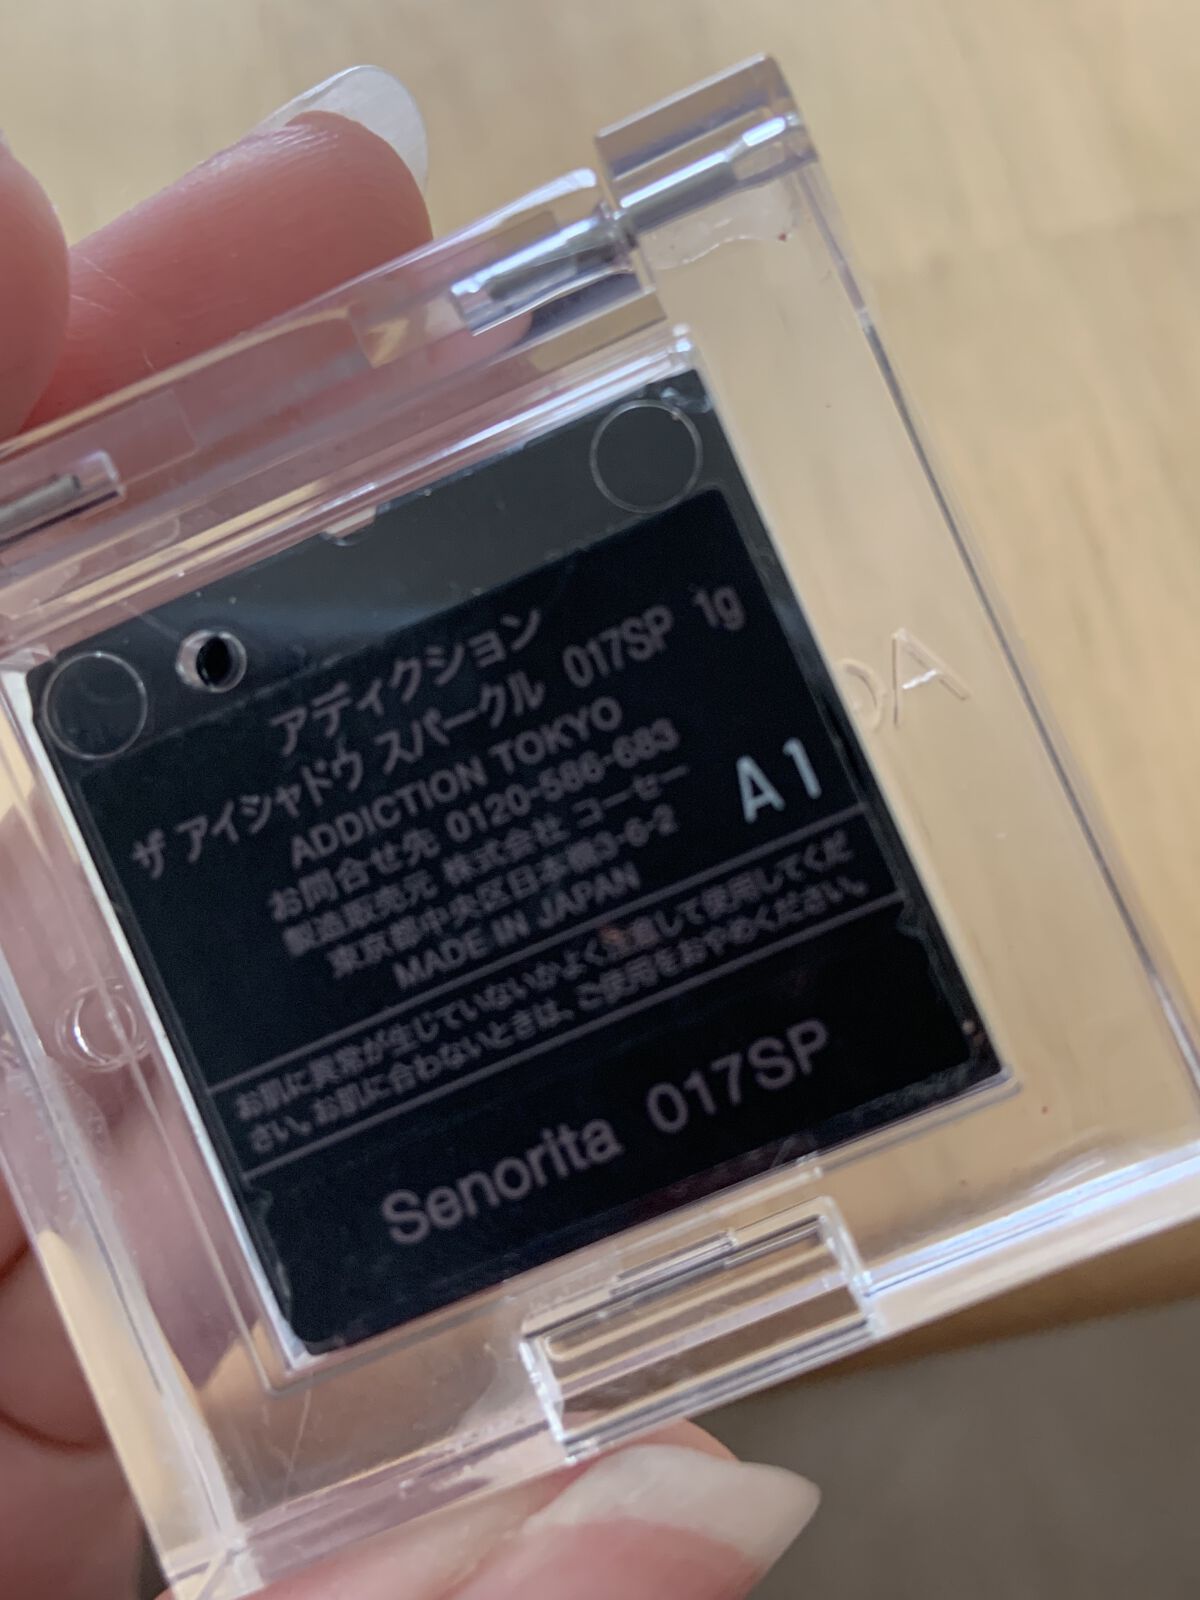 アディクション
ザ アイシャドウ スパークル 017SP 1g
ADDICTION TOKYO
お問合せ先 0120-586-683
製造販売元 株式会社 コーセー
東京都中央区日本橋3-6-2
MADE IN JAPAN
A1
お肌に異常が生じていないかよく注意して使用してくだ
さい。お肌に合わないときは、ご使用をおやめください。
Senorita 017SP